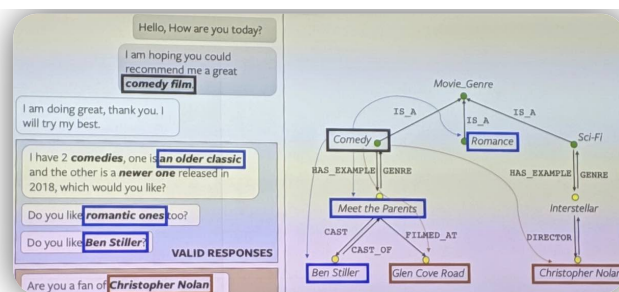 Hello, How are you today?
I am hoping you could
recommend me a great
comedy film.
I am doing great, thank you. I
will try my best.
I have 2 comedies, one is an older classic
and the other is a newer one released in
2018, which would you like?
Do you like romantic ones too?
Do you like Ben Stiller?
VALID RESPONSES
Are you a fan of Christopher Nolan
Movie_Genre
IS_A
IS_A
IS_A
Comedy
Romance
Sci-Fi
HAS_EXAMPLE
GENRE
HAS_EXAMPLE
GENRE
Meet the Parents
Interstellar
CAST
CAST_OF
FILMED_AT
DIRECTOR
Ben Stiller
Glen Cove Road
Christopher Nolan